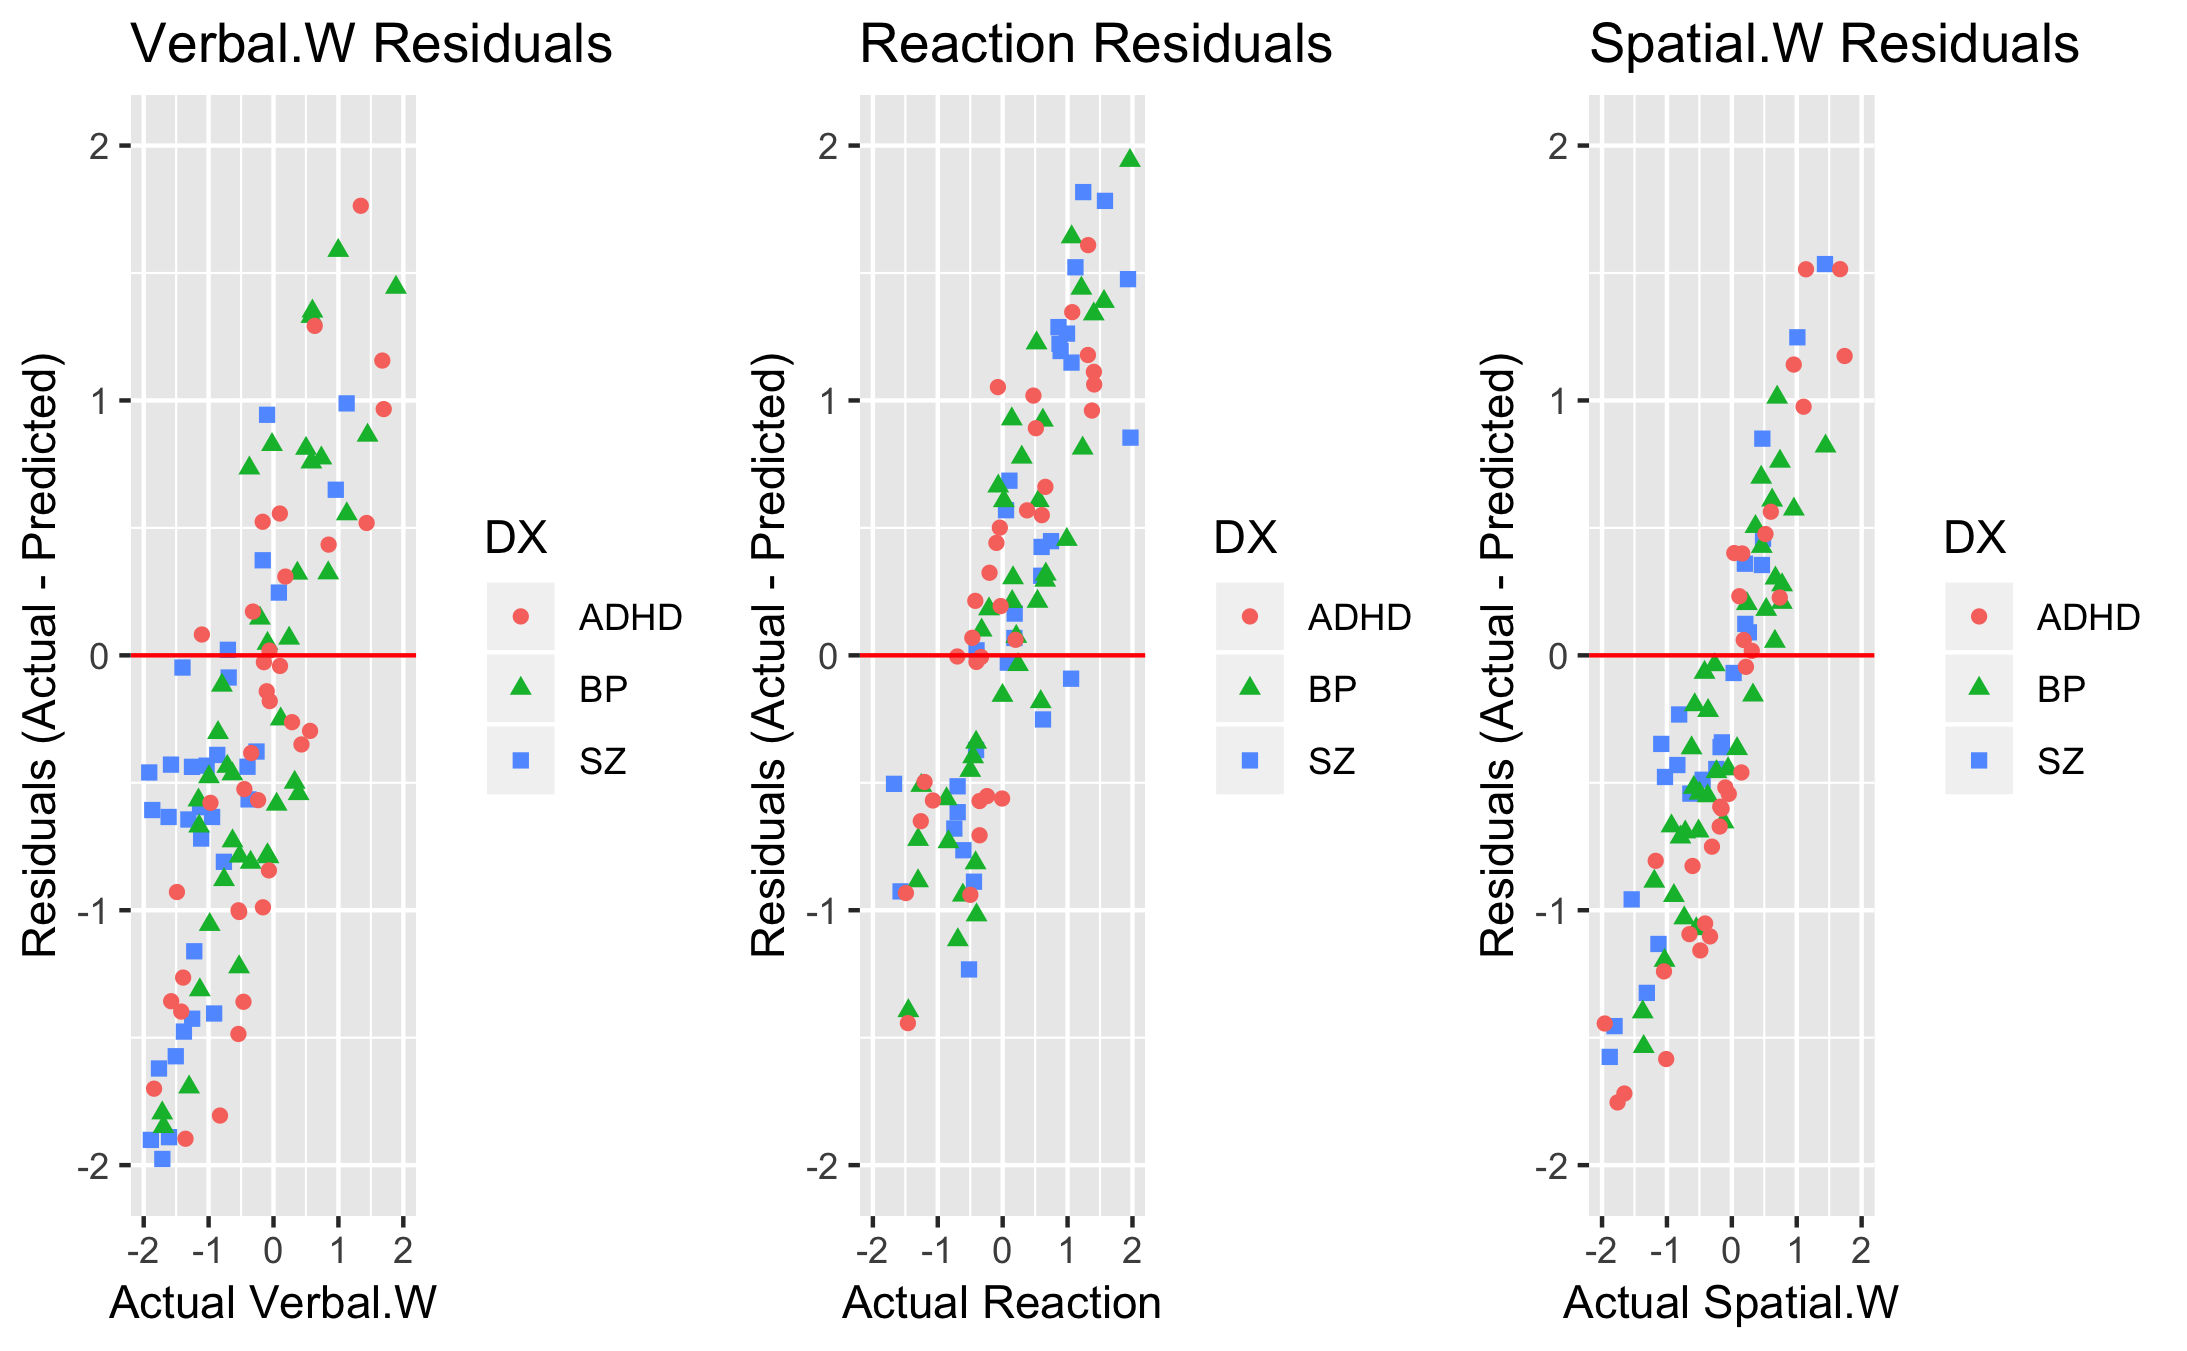 Verbal.W Residuals
Residuals (Actual - Predicted)
2
1
0
-1
-2
-2 -1 0 1 2
Actual Verbal.W
DX
ADHD
BP
SZ
Reaction Residuals
Residuals (Actual - Predicted)
2
1
0
-1
-2
-2 -1 0 1 2
Actual Reaction
DX
ADHD
BP
SZ
Spatial.W Residuals
Residuals (Actual - Predicted)
2
1
0
-1
-2
-2 -1 0 1 2
Actual Spatial.W
DX
ADHD
BP
SZ